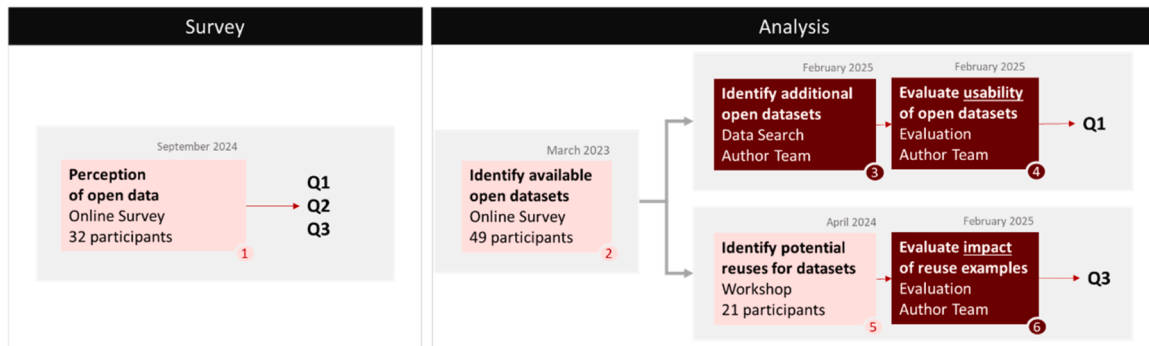 Survey
September 2024
Perception
of open data
Online Survey
32 participants
1
Q1
Q2
Q3
Analysis
March 2023
Identify available
open datasets
Online Survey
49 participants
2
February 2025
Identify additional
open datasets
Data Search
Author Team
3
February 2025
Evaluate usability
of open datasets
Evaluation
Author Team
4
Q1
April 2024
Identify potential
reuses for datasets
Workshop
21 participants
5
February 2025
Evaluate impact
of reuse examples
Evaluation
Author Team
6
Q3